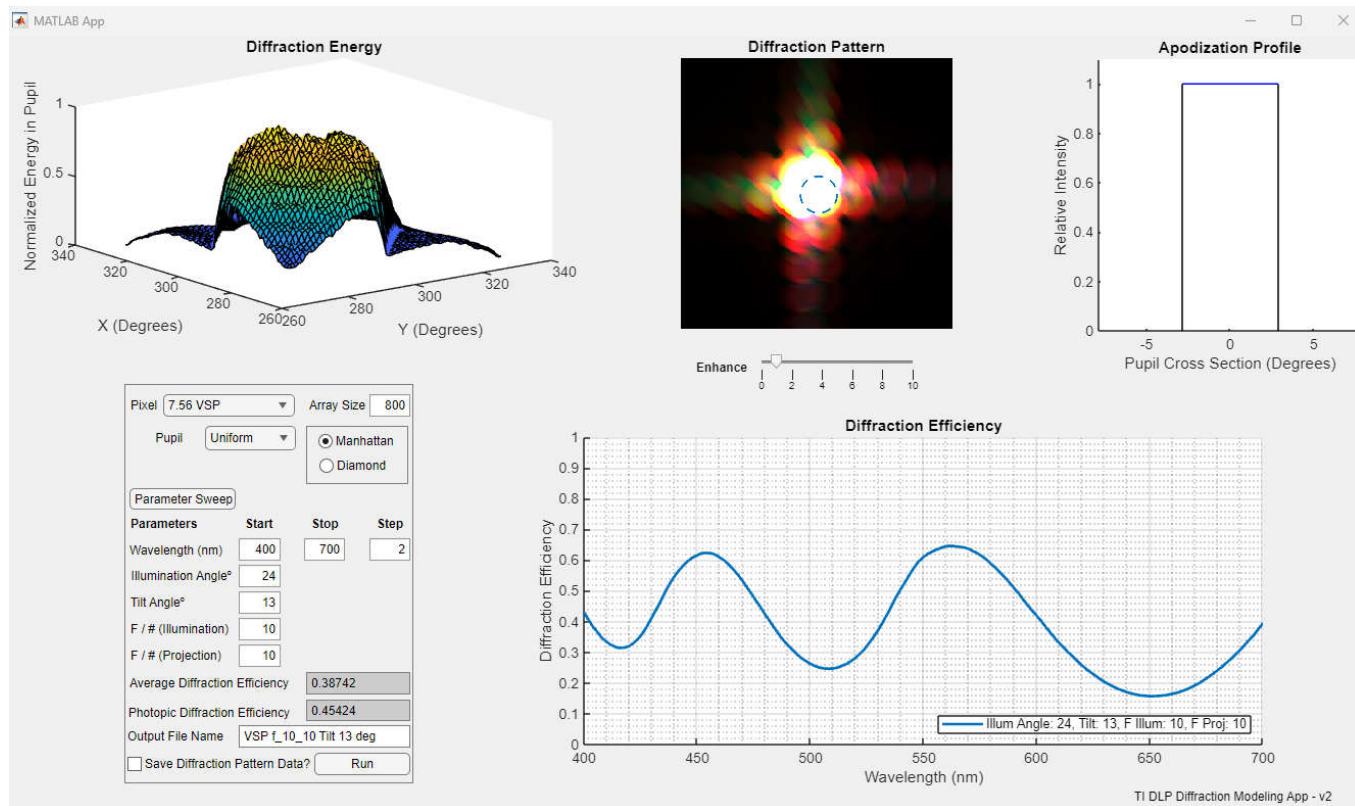 MATLAB App
Diffraction Energy
Normalized Energy in Pupil
1
0.5
0
340
320
300
280
260
260
280
300
320
340
X (Degrees)
Y (Degrees)
Diffraction Pattern
Enhance
0 2 4 6 8 10
Apodization Profile
Relative Intensity
1
0.8
0.6
0.4
0.2
0
-5 0 5
Pupil Cross Section (Degrees)
Pixel 7.56 VSP Array Size 800
Pupil Uniform
Manhattan
Diamond
Parameter Sweep
Parameters Start Stop Step
Wavelength (nm) 400 700 2
Illumination Angleº 24
Tilt Angleº 13
F / # (Illumination) 10
F / # (Projection) 10
Average Diffraction Efficiency 0.38742
Photopic Diffraction Efficiency 0.45424
Output File Name VSP f_10_10 Tilt 13 deg
Save Diffraction Pattern Data? Run
Diffraction Efficiency
Diffraction Efficiency
1
0.9
0.8
0.7
0.6
0.5
0.4
0.3
0.2
0.1
0
400 450 500 550 600 650 700
Wavelength (nm)
Illum Angle: 24, Tilt: 13, F Illum: 10, F Proj: 10
TI DLP Diffraction Modeling App - v2